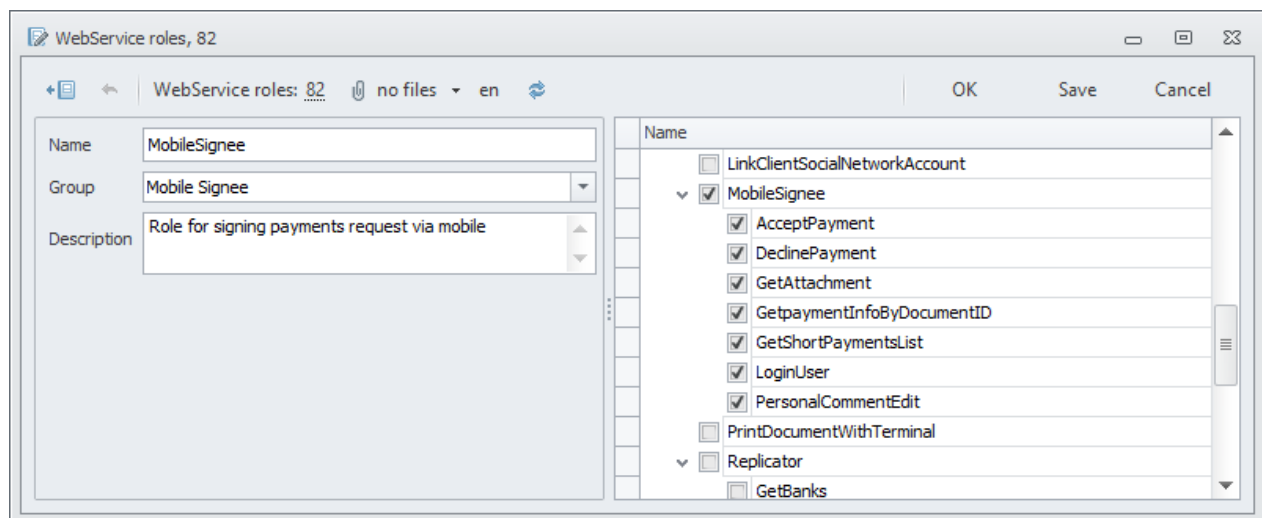 WebService roles, 82
WebService roles: 82 no files en OK Save Cancel
Name MobileSignee
Group Mobile Signee
Description Role for signing payments request via mobile
Name
LinkClientSocialNetworkAccount
MobileSignee
AcceptPayment
DeclinePayment
GetAttachment
GetpaymentInfoByDocumentID
GetShortPaymentsList
LoginUser
PersonalCommentEdit
PrintDocumentWithTerminal
Replicator
GetBanks